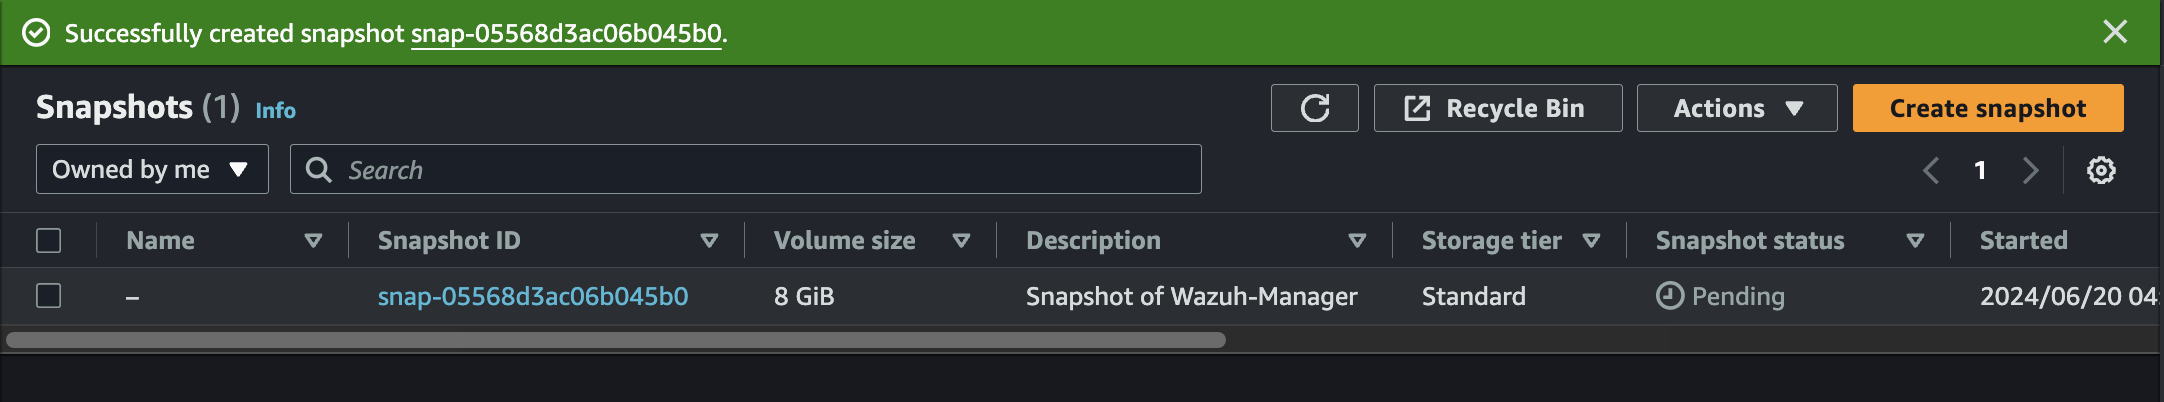 Successfully created snapshot snap-05568d3ac06b045b0.
Snapshots (1) Info
Recycle Bin
Actions
Create snapshot
Owned by me
Search
1
Name Snapshot ID Volume size Description Storage tier Snapshot status Started
– snap-05568d3ac06b045b0 8 GiB Snapshot of Wazuh-Manager Standard Pending 2024/06/20 04: